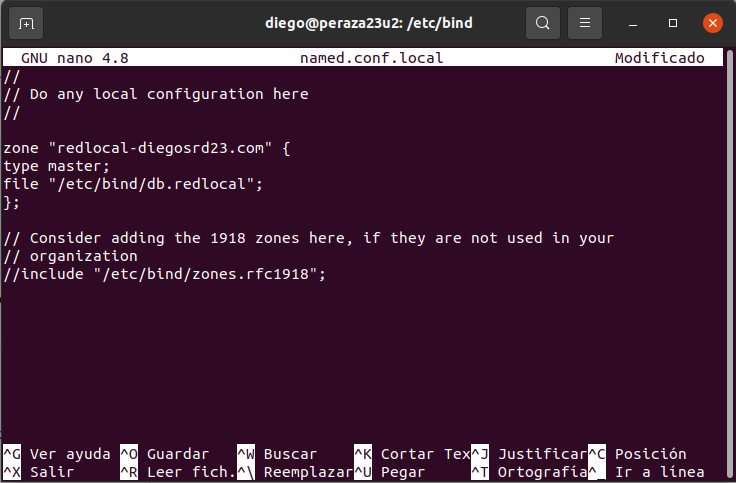 diego@peraza23u2: /etc/bind
GNU nano 4.8 named.conf.local Modificado
//
// Do any local configuration here
//
zone "redlocal-diegosrd23.com" {
type master;
file "/etc/bind/db.redlocal";
};
// Consider adding the 1918 zones here, if they are not used in your
// organization
//include "/etc/bind/zones.rfc1918";
^G Ver ayuda ^O Guardar ^W Buscar ^K Cortar Tex^J Justificar^C Posición
^X Salir ^R Leer fich.^\ Reemplazar^U Pegar ^T Ortografía^_ Ir a línea